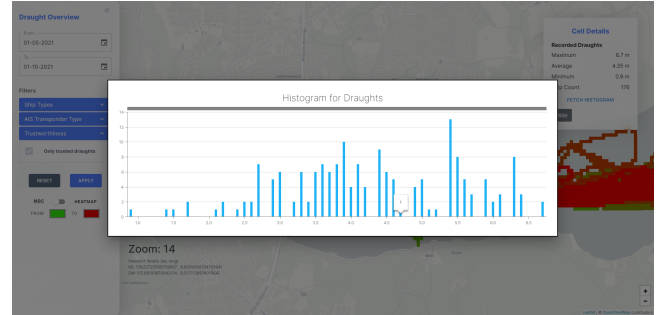 Draught Overview
From
01-05-2021
To
01-10-2021
Filters
Ship Types
AIS Transponder Type
Trustworthiness
Only trusted draughts
RESET
APPLY
MBG
HEATMAP
FROM
TO
Histogram for Draughts
14
12
10
8
6
4
2
0
1.0
1.5
2.0
2.5
3.0
3.5
4.0
4.5
5.0
5.5
6.0
6.5
1
Cell Details
Recorded Draughts
Maximum 6.7 m
Average 4.35 m
Minimum 0.9 m
Count 176
FETCH HISTOGRAM
Zoom: 14
+
−